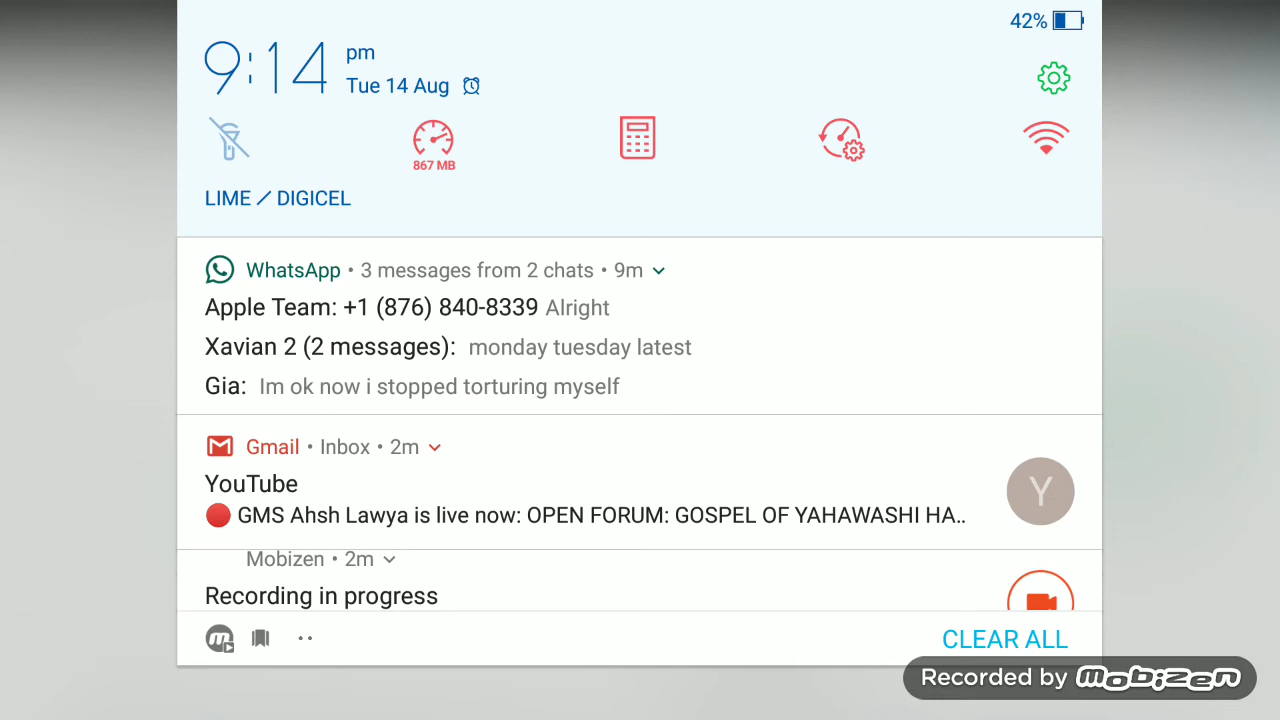 42%
9:14 pm
Tue 14 Aug
867 MB
LIME / DIGICEL
WhatsApp • 3 messages from 2 chats • 9m
Apple Team: +1 (876) 840-8339 Alright
Xavian 2 (2 messages): monday tuesday latest
Gia: Im ok now i stopped torturing myself
Gmail • Inbox • 2m
YouTube
Y
🔴 GMS Ahsh Lawya is live now: OPEN FORUM: GOSPEL OF YAHAWASHI HA..
Mobizen • 2m
Recording in progress
CLEAR ALL
Recorded by mobizen